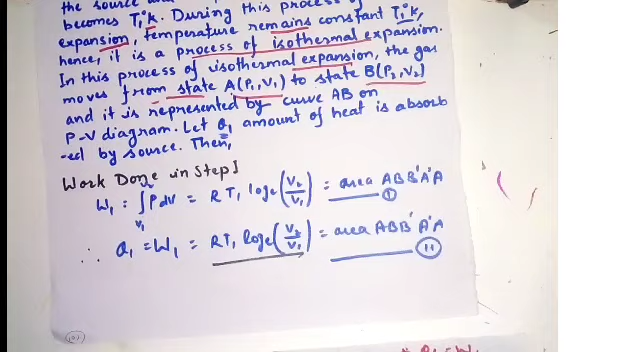 the source and
becomes T₁°k. During this process of
expansion, temperature remains constant T₁°k,
hence, it is a process of isothermal expansion.
In this process of isothermal expansion, the gas
moves from state A(P₁,V₁) to state B(P₂,V₂)
and it is represented by curve AB on
P-V diagram. Let Q₁ amount of heat is absorb
-ed by source. Then,
Work Done in Step 1
W₁ = ∫ᵥ₁ᵛ² Pdv = RT₁ logₑ(V₂/V₁) = area ABB'A'A — (I)
∴ Q₁ = W₁ = RT₁ logₑ(V₂/V₁) = area ABB'A'A — (II)